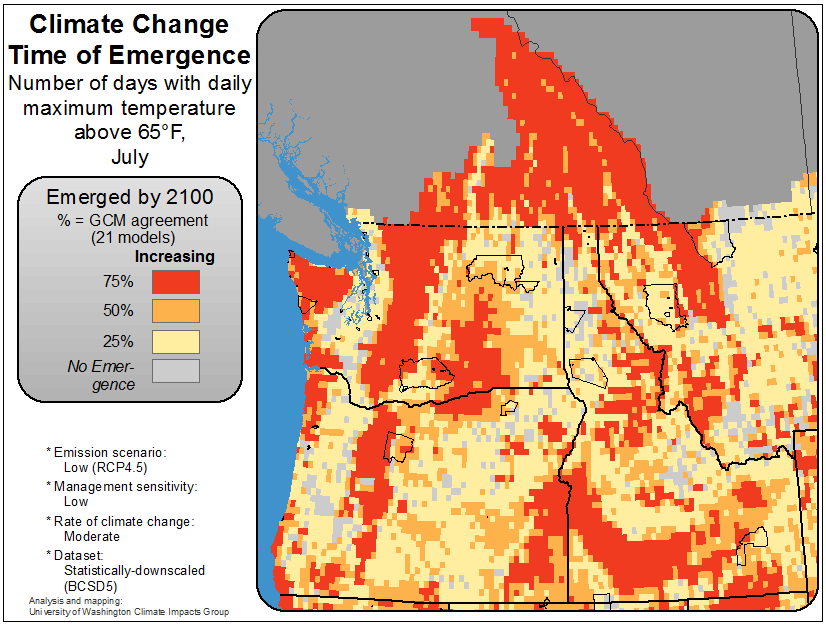 Climate Change
Time of Emergence
Number of days with daily
maximum temperature
above 65°F,
July
Emerged by 2100
% = GCM agreement
(21 models)
Increasing
75%
50%
25%
No Emer-
gence
* Emission scenario:
Low (RCP4.5)
* Management sensitivity:
Low
* Rate of climate change:
Moderate
* Dataset:
Statistically-downscaled
(BCSD5)
Analysis and mapping:
University of Washington Climate Impacts Group